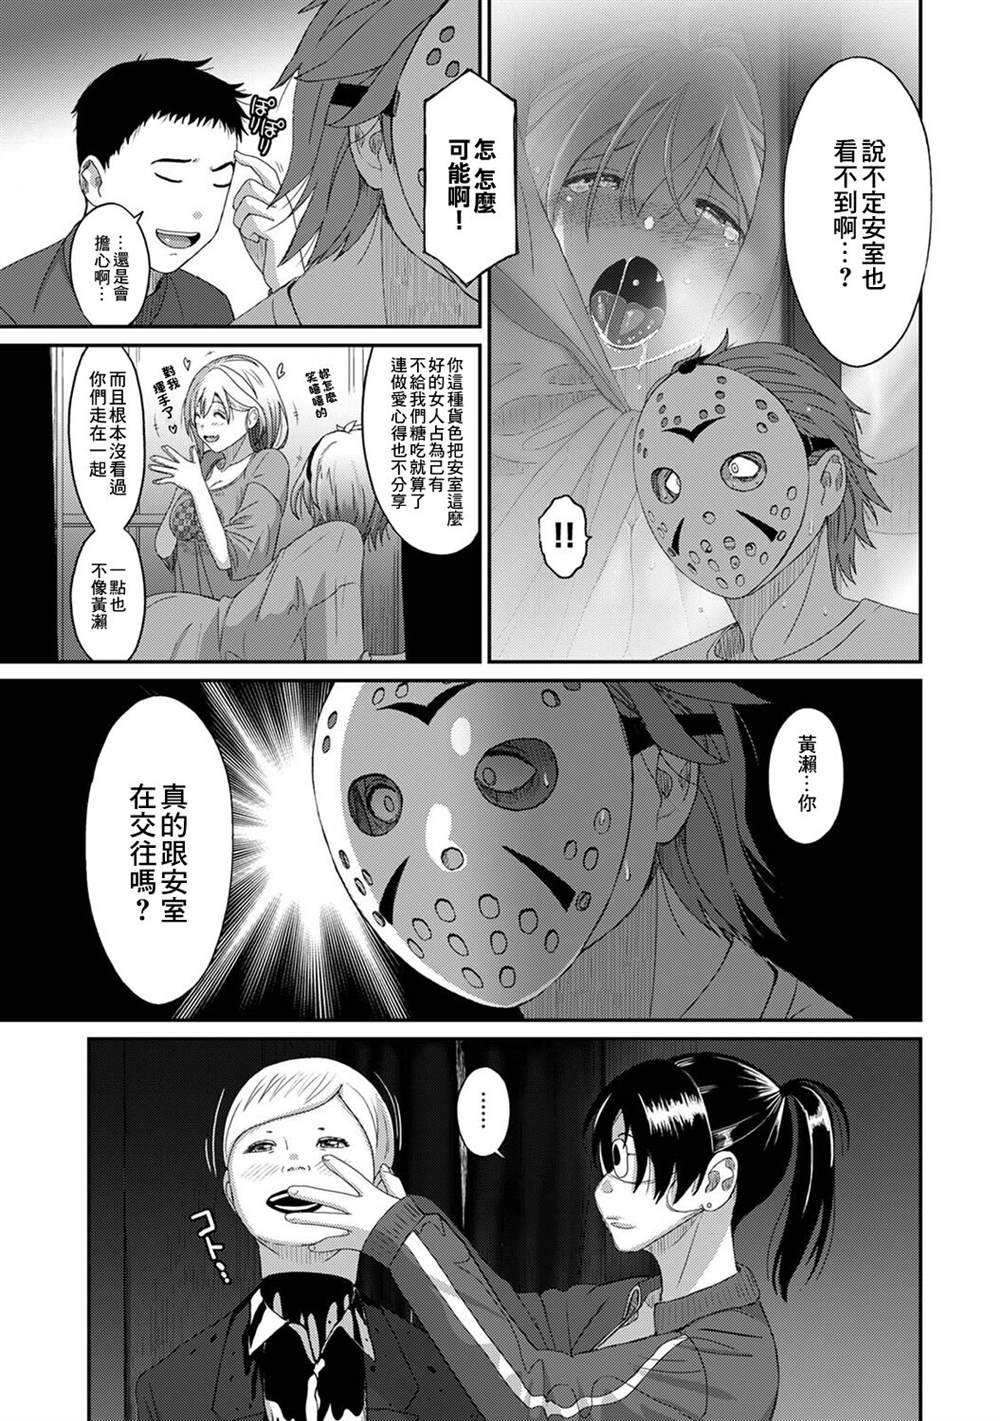 說不定安室也
看不到啊…?
!!
怎 怎麼
可能啊!
ぽり
ぽり
…還是會
擔心啊…
你這種貨色把安室這麼
好的女人占為己有
不給我們糖吃就算了
連做愛心得也不分享
妳怎麼
笑嘻嘻的
對我
揮手了
而且根本沒看過
你們走在一起
一點也
不像黃瀨
黃瀨…你
真的跟安室
在交往嗎?
……
コト…